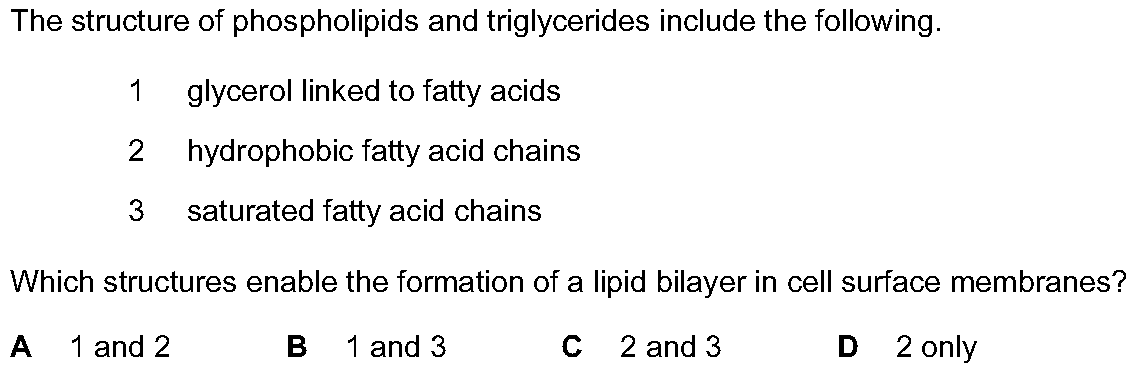 The structure of phospholipids and triglycerides include the following.
1 glycerol linked to fatty acids
2 hydrophobic fatty acid chains
3 saturated fatty acid chains
Which structures enable the formation of a lipid bilayer in cell surface membranes?
A 1 and 2 B 1 and 3 C 2 and 3 D 2 only